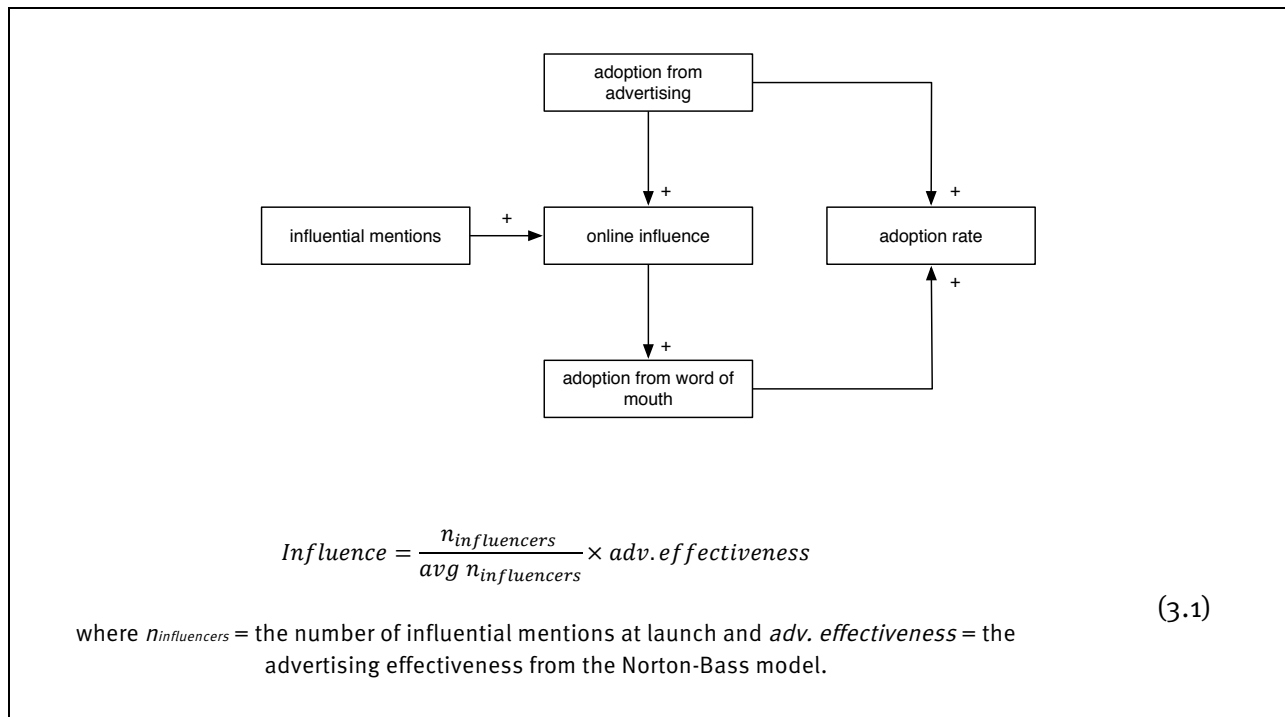 adoption from
advertising
+
+
+
influential mentions
online influence
adoption rate
+
+
adoption from word of
mouth
Influence = n_influencers / avg n_influencers × adv. effectiveness
(3.1)
where n_influencers = the number of influential mentions at launch and adv. effectiveness = the
advertising effectiveness from the Norton-Bass model.